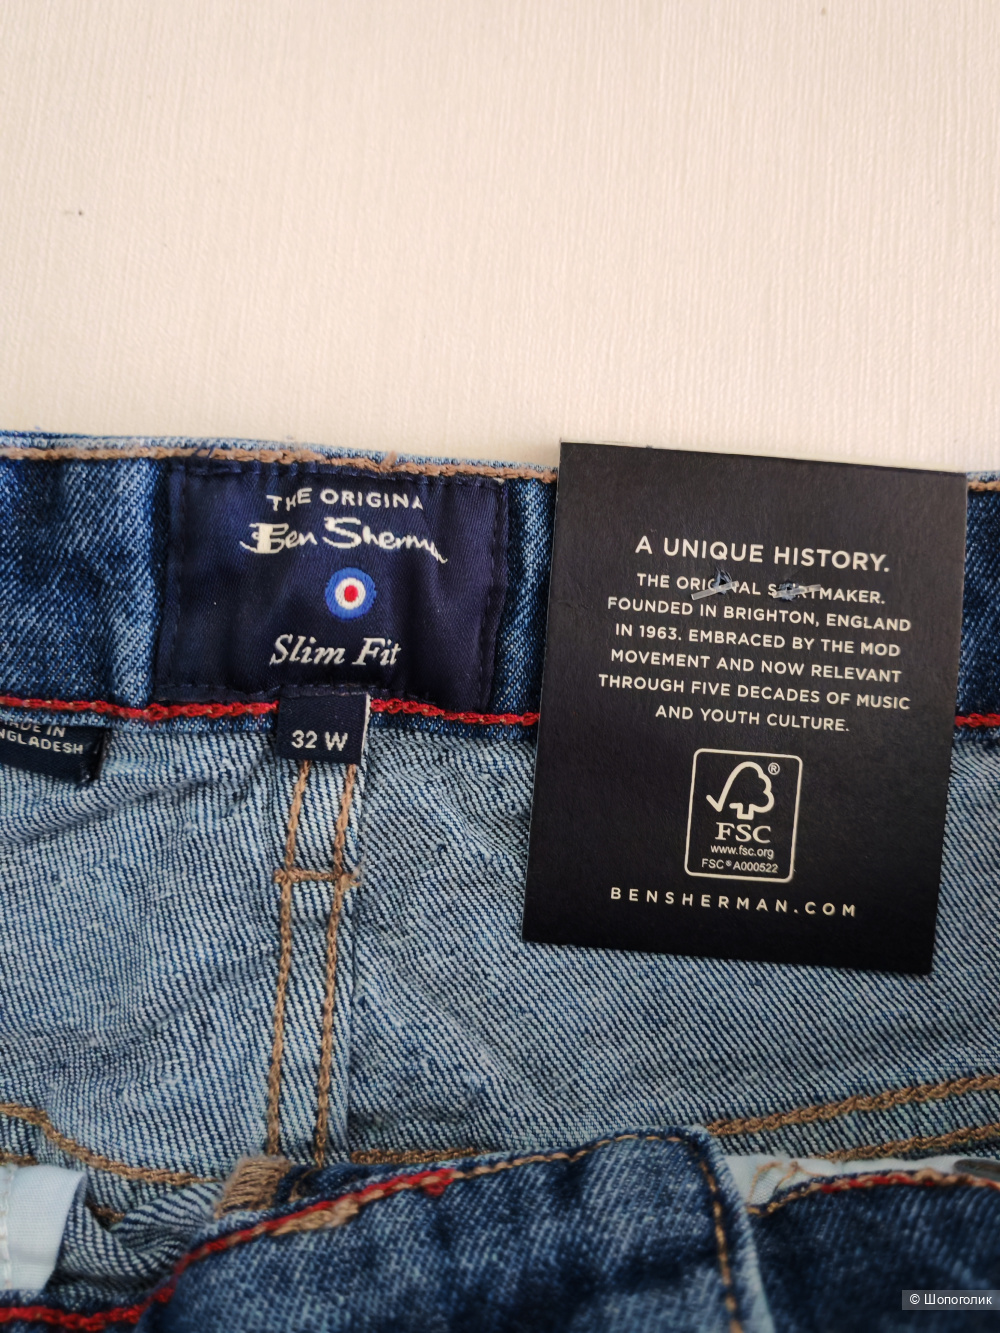 THE ORIGINA
Ben Sherman
Slim Fit
32 W
MADE IN
NGLADESH
A UNIQUE HISTORY.
THE ORIGINAL SHIRTMAKER.
FOUNDED IN BRIGHTON, ENGLAND
IN 1963. EMBRACED BY THE MOD
MOVEMENT AND NOW RELEVANT
THROUGH FIVE DECADES OF MUSIC
AND YOUTH CULTURE.
FSC
www.fsc.org
FSC® A000522
BENSHERMAN.COM
© Шопоголик